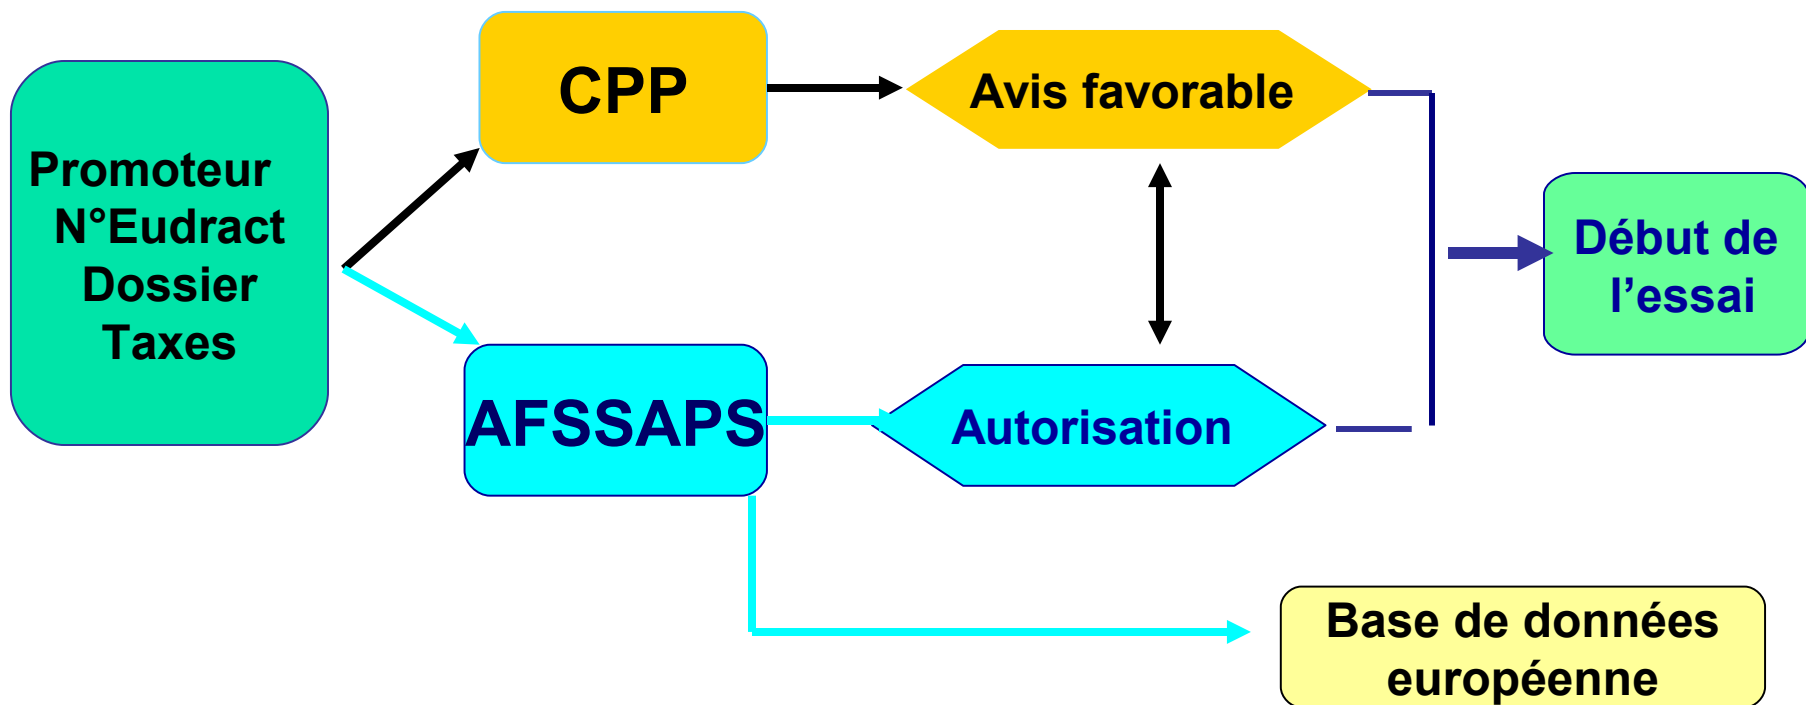 Promoteur
N°Eudract
Dossier
Taxes
CPP
Avis favorable
AFSSAPS
Autorisation
Début de
l’essai
Base de données
européenne